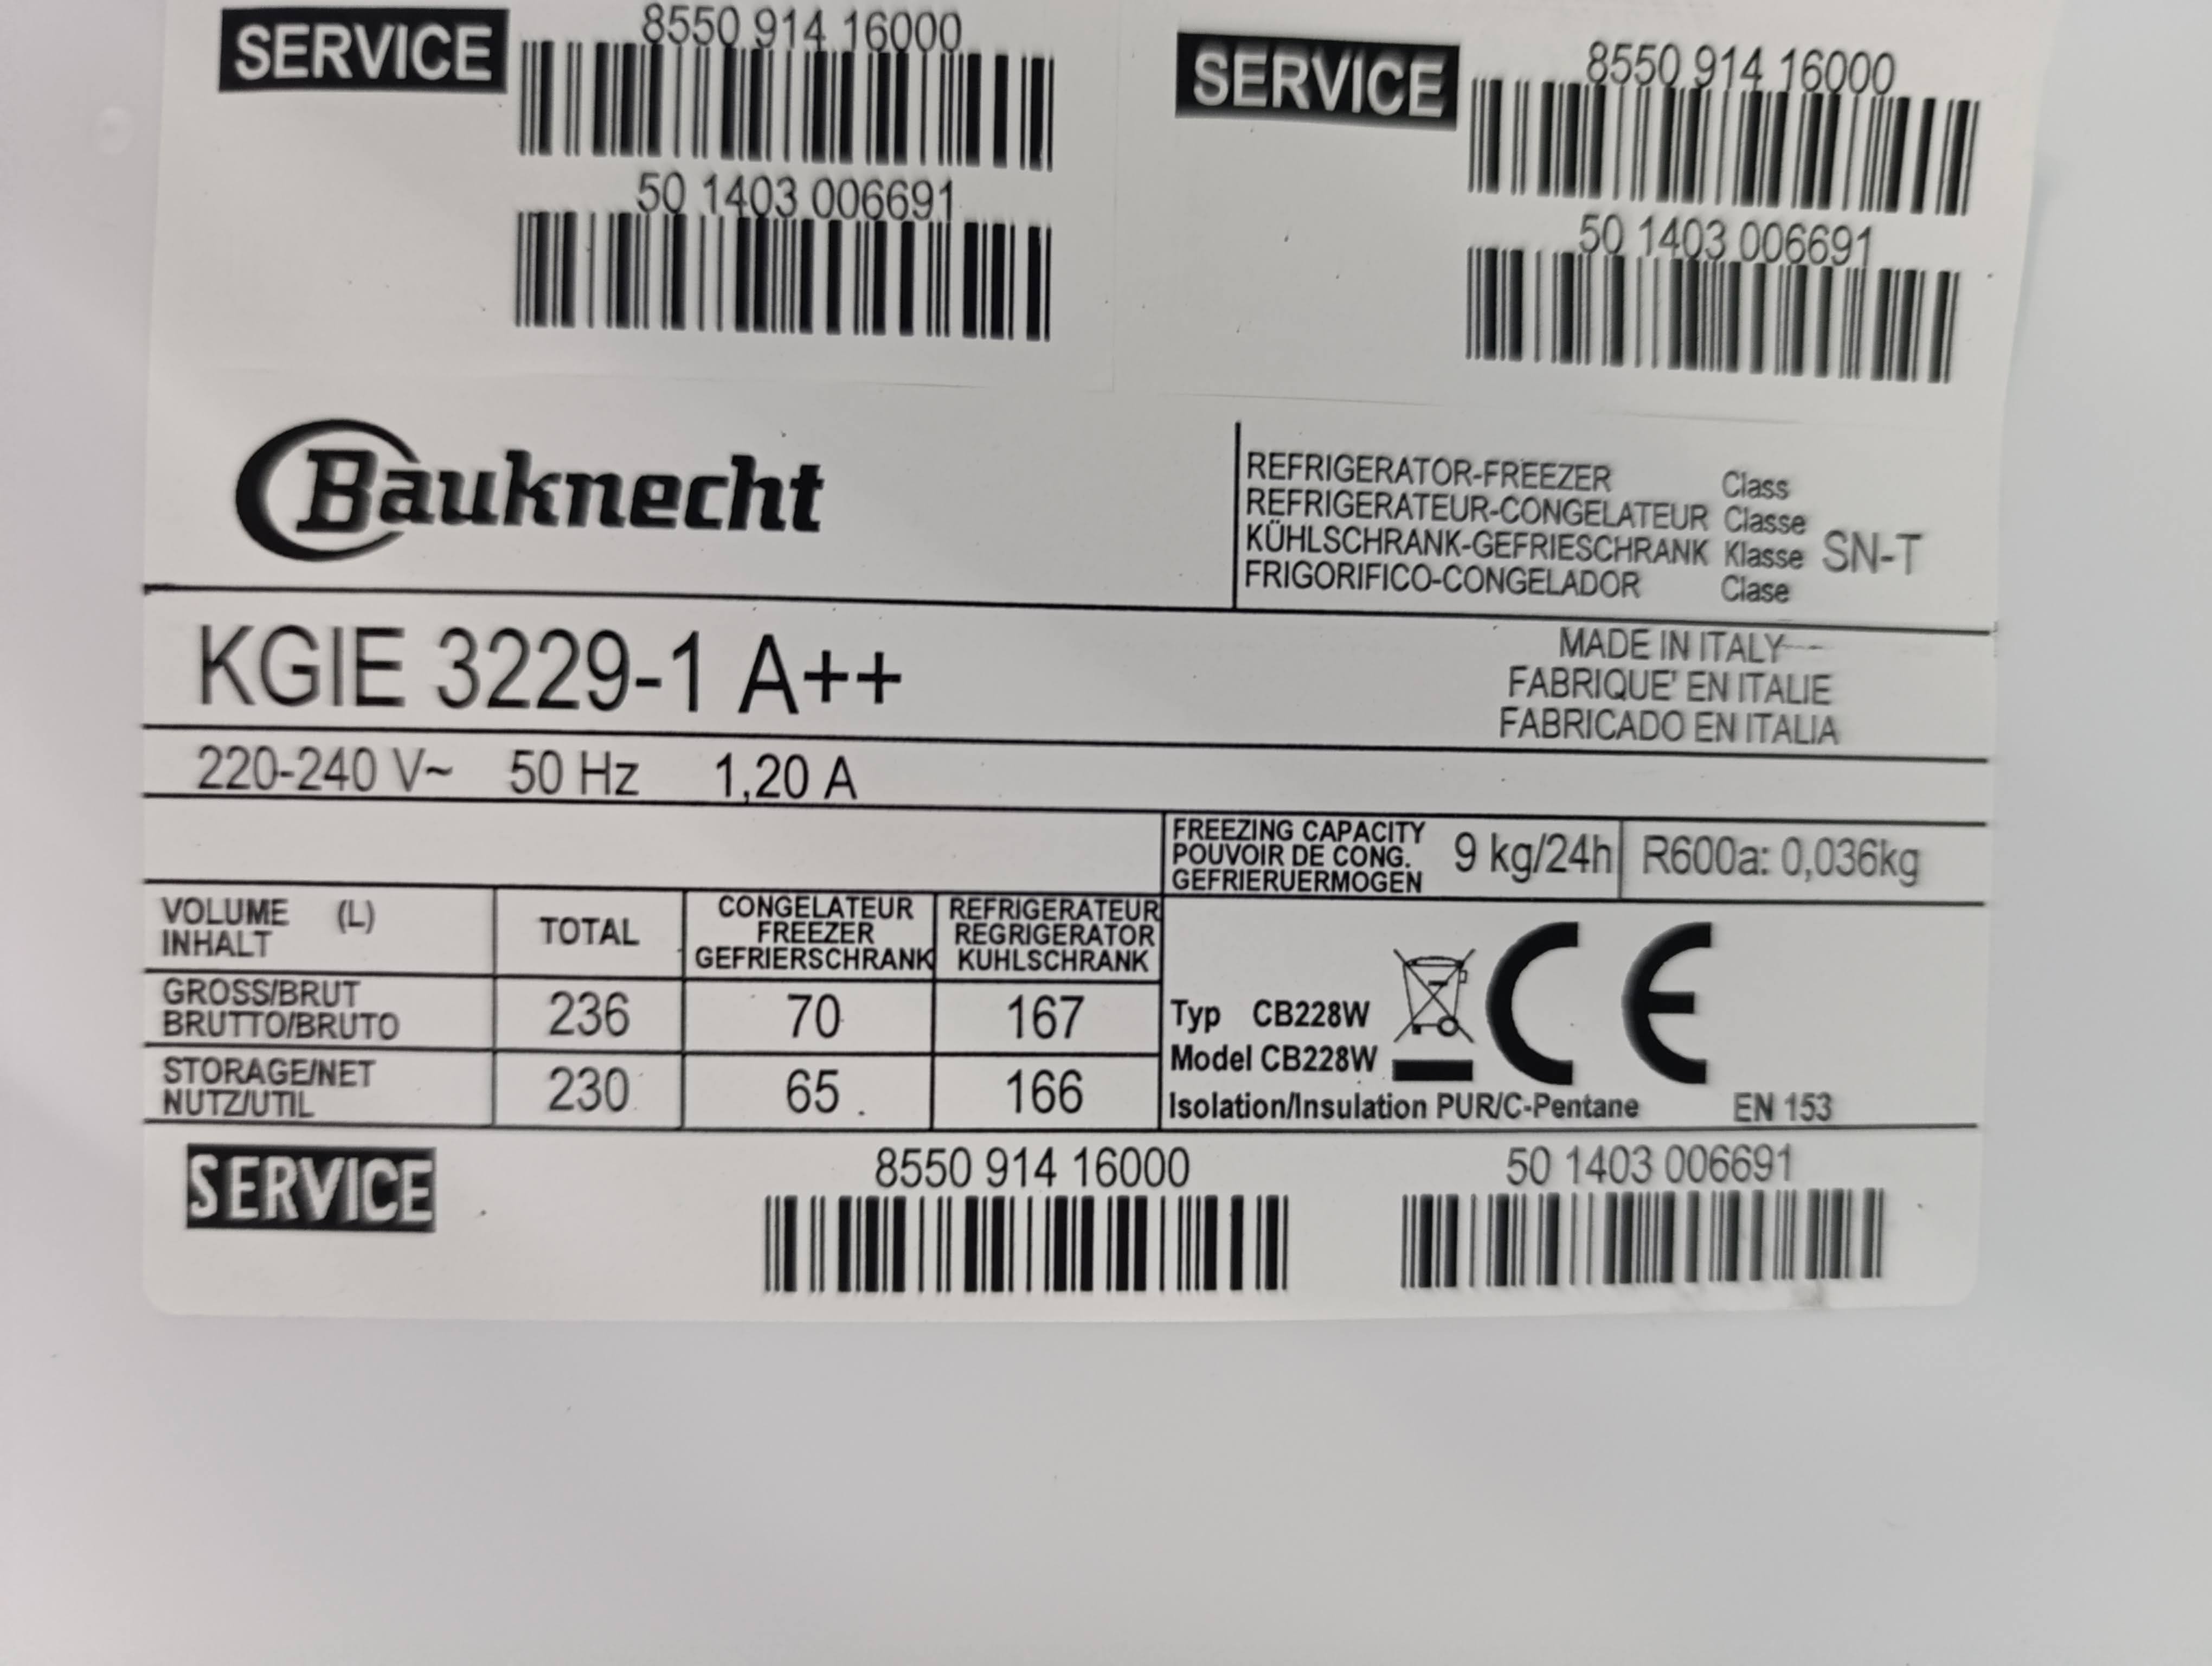 SERVICE
8550 914 16000
50 1403 006691
SERVICE
8550 914 16000
50 1403 006691
Bauknecht
REFRIGERATOR-FREEZER Class
REFRIGERATEUR-CONGELATEUR Classe
KÜHLSCHRANK-GEFRIESCHRANK Klasse SN-T
FRIGORIFICO-CONGELADOR Clase
KGIE 3229-1 A++
MADE IN ITALY
FABRIQUE' EN ITALIE
FABRICADO EN ITALIA
220-240 V~ 50 Hz 1,20 A
FREEZING CAPACITY
POUVOIR DE CONG.
GEFRIERUERMOGEN
9 kg/24h
R600a: 0,036kg
VOLUME (L)
INHALT
TOTAL
CONGELATEUR
FREEZER
GEFRIERSCHRANK
REFRIGERATEUR
REGRIGERATOR
KUHLSCHRANK
GROSS/BRUT
BRUTTO/BRUTO
236 70 167
STORAGE/NET
NUTZ/UTIL
230 65 166
Typ CB228W
Model CB228W
CE
Isolation/Insulation PUR/C-Pentane EN 153
SERVICE
8550 914 16000
50 1403 006691